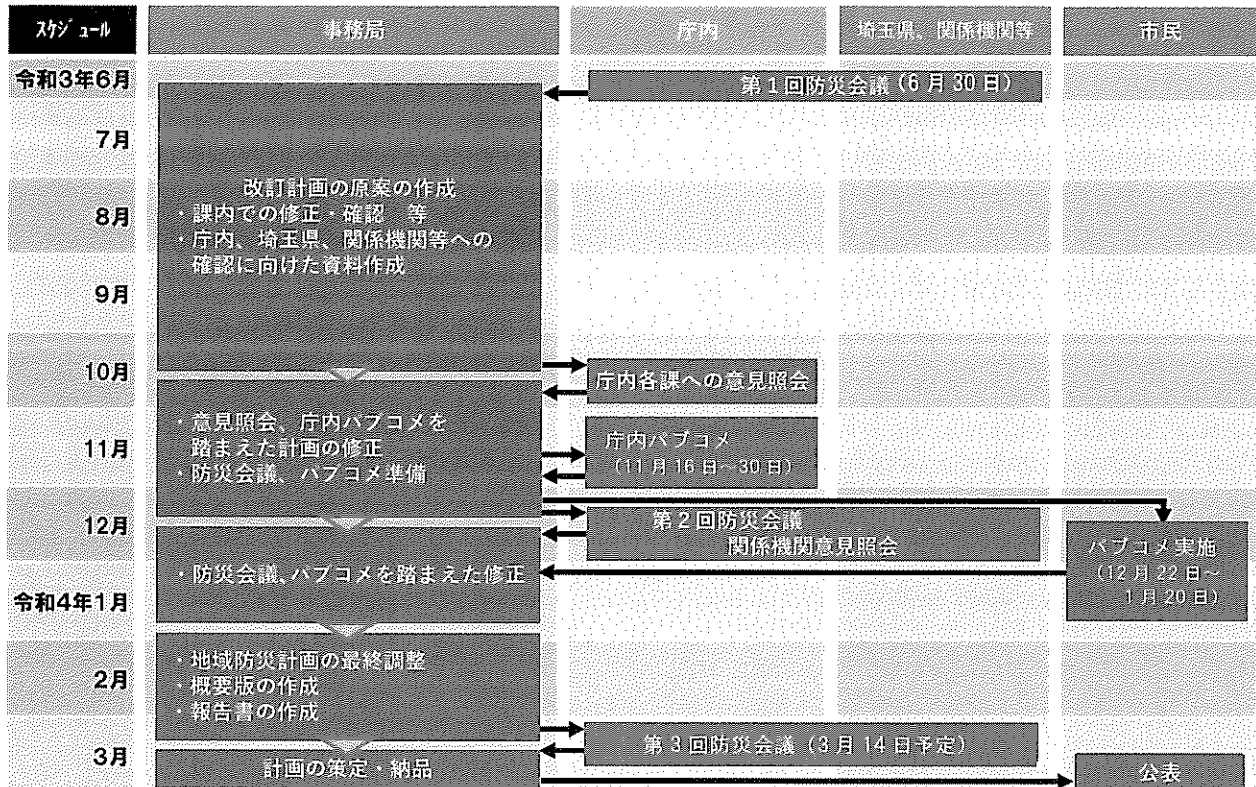 スケジュール
事務局
庁内
埼玉県、関係機関等
市民
令和3年6月
第1回防災会議(6月30日)
7月
改訂計画の原案の作成
・課内での修正・確認 等
・庁内、埼玉県、関係機関等への
確認に向けた資料作成
8月
9月
10月
庁内各課への意見照会
・意見照会、庁内パブコメを
踏まえた計画の修正
・防災会議、パブコメ準備
11月
庁内パブコメ
(11月16日~30日)
12月
第2回防災会議
関係機関意見照会
パブコメ実施
(12月22日~
1月20日)
・防災会議、パブコメを踏まえた修正
令和4年1月
・地域防災計画の最終調整
・概要版の作成
・報告書の作成
2月
第3回防災会議(3月14日予定)
3月
計画の策定・納品
公表